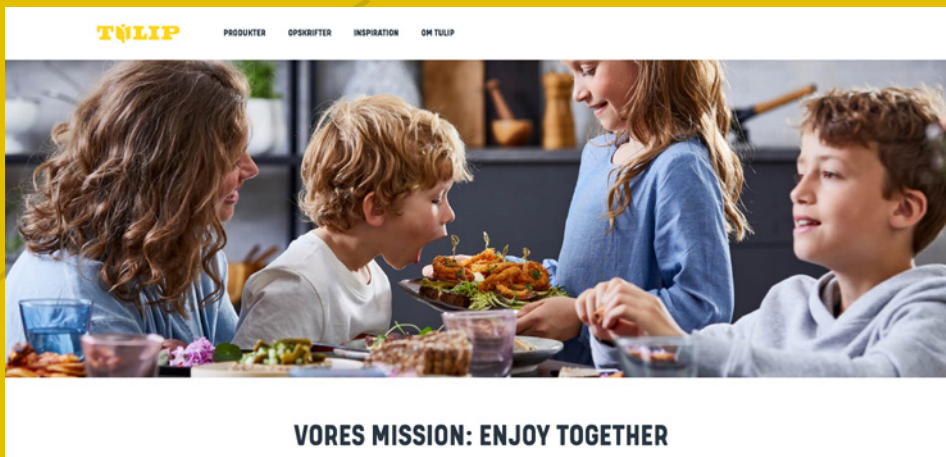 TULIP
PRODUKTER OPSKRIFTER INSPIRATION OM TULIP
VORES MISSION: ENJOY TOGETHER